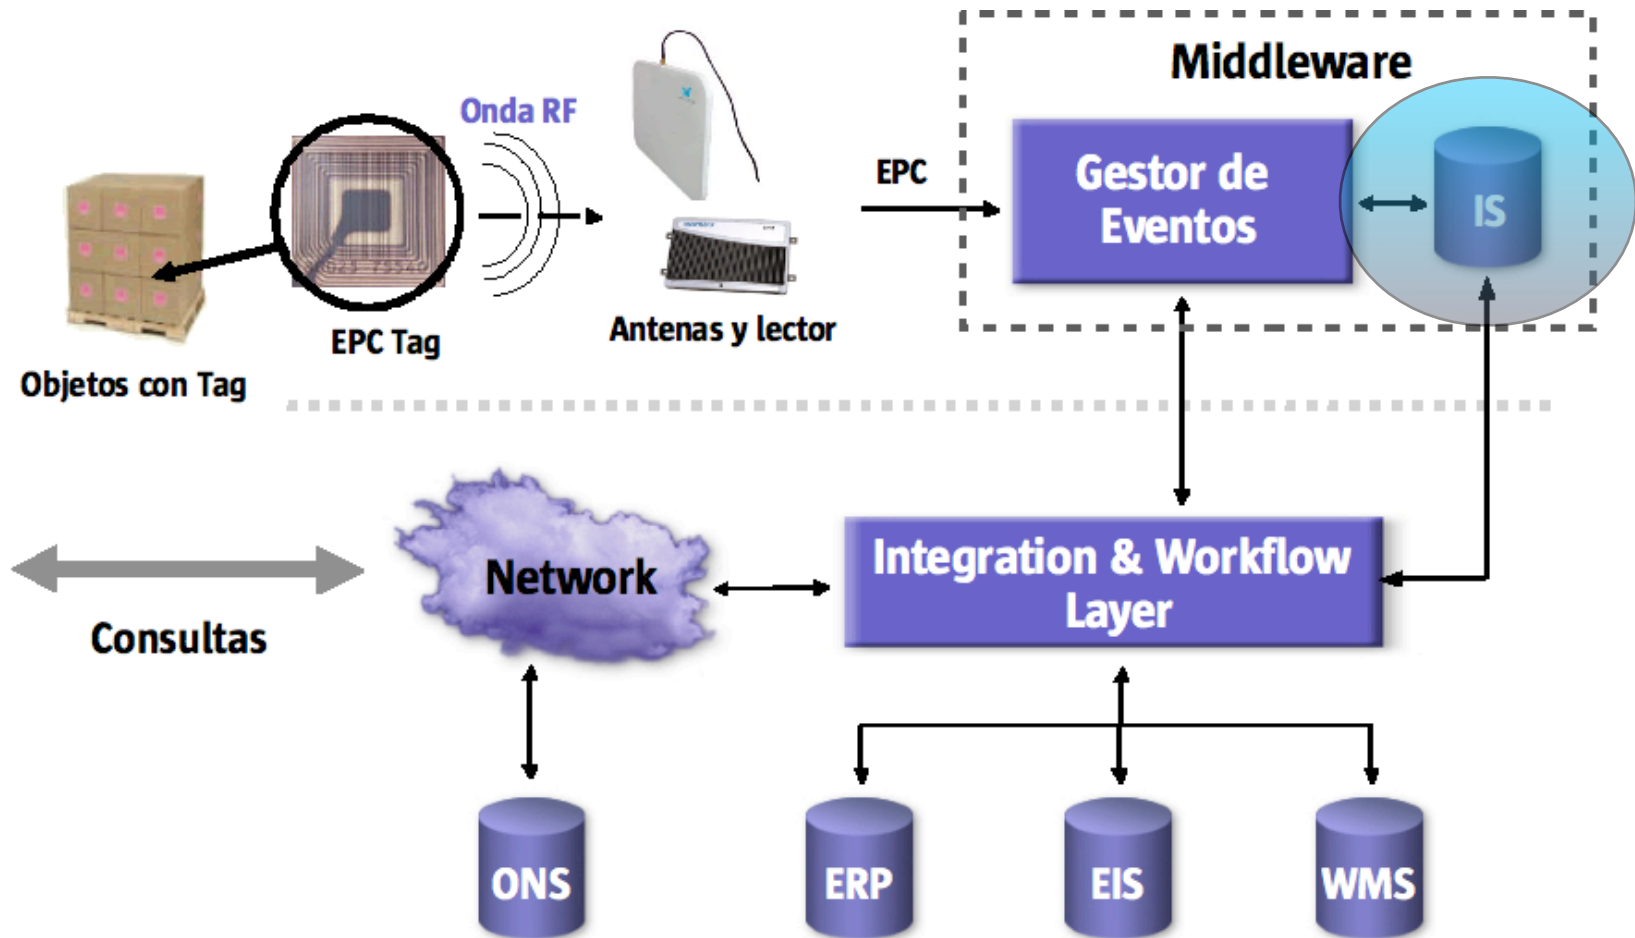 Middleware
Onda RF
EPC
Gestor de
Eventos
IS
EPC Tag
Antenas y lector
Objetos con Tag
Network
Integration & Workflow
Layer
Consultas
ONS
ERP
EIS
WMS